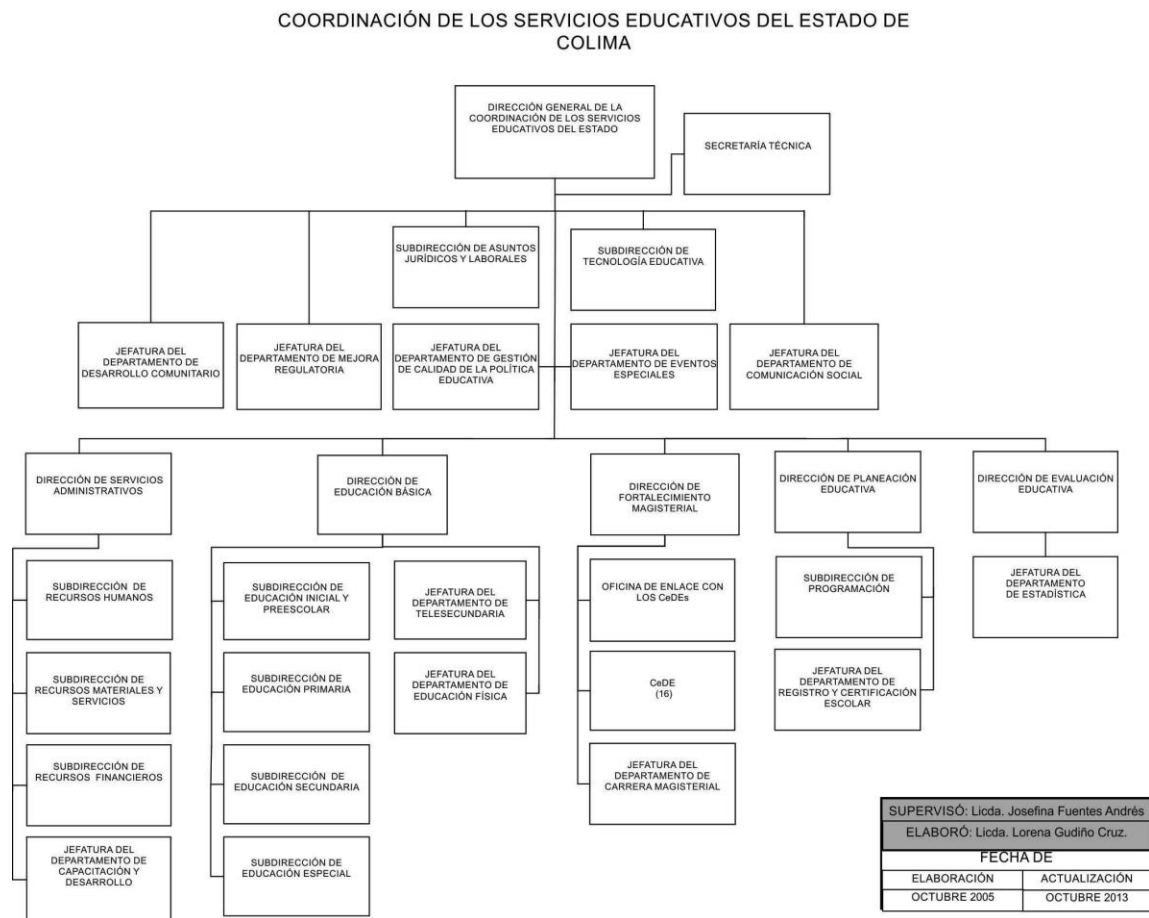 COORDINACIÓN DE LOS SERVICIOS EDUCATIVOS DEL ESTADO DE
COLIMA
DIRECCIÓN GENERAL DE LA
COORDINACIÓN DE LOS SERVICIOS
EDUCATIVOS DEL ESTADO
SECRETARÍA TÉCNICA
SUBDIRECCIÓN DE ASUNTOS
JURÍDICOS Y LABORALES
SUBDIRECCIÓN DE
TECNOLOGÍA EDUCATIVA
JEFATURA DEL
DEPARTAMENTO DE
DESARROLLO COMUNITARIO
JEFATURA DEL
DEPARTAMENTO DE MEJORA
REGULATORIA
JEFATURA DEL
DEPARTAMENTO DE GESTIÓN
DE CALIDAD DE LA POLÍTICA
EDUCATIVA
JEFATURA DEL
DEPARTAMENTO DE EVENTOS
ESPECIALES
JEFATURA DEL
DEPARTAMENTO DE
COMUNICACIÓN SOCIAL
DIRECCIÓN DE SERVICIOS
ADMINISTRATIVOS
DIRECCIÓN DE
EDUCACIÓN BÁSICA
DIRECCIÓN DE
FORTALECIMIENTO
MAGISTERIAL
DIRECCIÓN DE PLANEACIÓN
EDUCATIVA
DIRECCIÓN DE EVALUACIÓN
EDUCATIVA
SUBDIRECCIÓN DE
RECURSOS HUMANOS
SUBDIRECCIÓN DE
EDUCACIÓN INICIAL Y
PREESCOLAR
JEFATURA DEL
DEPARTAMENTO DE
TELESECUNDARIA
OFICINA DE ENLACE CON
LOS CeDEs
SUBDIRECCIÓN DE
PROGRAMACIÓN
JEFATURA DEL
DEPARTAMENTO
DE ESTADÍSTICA
SUBDIRECCIÓN DE
RECURSOS MATERIALES Y
SERVICIOS
SUBDIRECCIÓN DE
EDUCACIÓN PRIMARIA
JEFATURA DEL
DEPARTAMENTO DE
EDUCACIÓN FÍSICA
CeDE
(16)
JEFATURA DEL
DEPARTAMENTO DE
REGISTRO Y CERTIFICACIÓN
ESCOLAR
SUBDIRECCIÓN DE
RECURSOS FINANCIEROS
SUBDIRECCIÓN DE
EDUCACIÓN SECUNDARIA
JEFATURA DEL
DEPARTAMENTO DE
CARRERA MAGISTERIAL
JEFATURA DEL
DEPARTAMENTO DE
CAPACITACIÓN Y
DESARROLLO
SUBDIRECCIÓN DE
EDUCACIÓN ESPECIAL
SUPERVISÓ: Licda. Josefina Fuentes Andrés
ELABORÓ: Licda. Lorena Gudiño Cruz.
FECHA DE
ELABORACIÓN ACTUALIZACIÓN
OCTUBRE 2005 OCTUBRE 2013